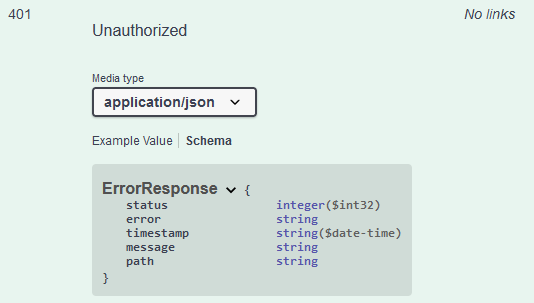 401 No links
Unauthorized
Media type
application/json
Example Value Schema
ErrorResponse {
status integer($int32)
error string
timestamp string($date-time)
message string
path string
}